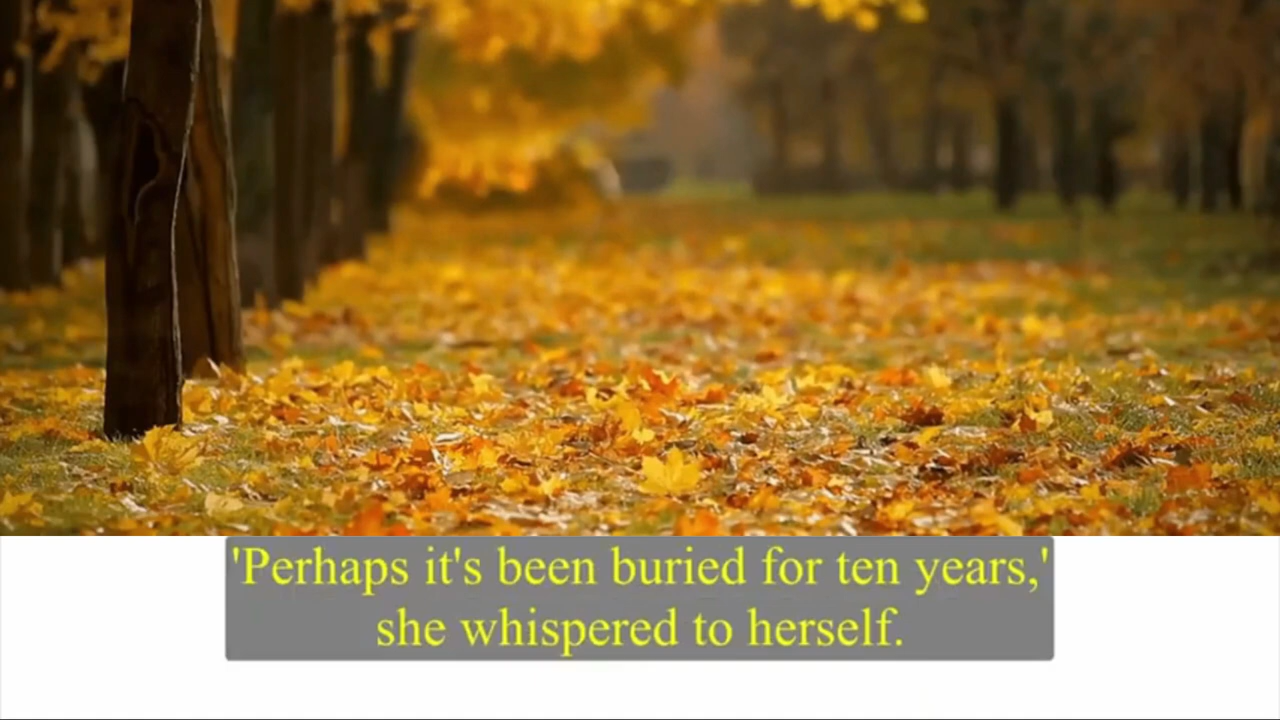 'Perhaps it's been buried for ten years,'
she whispered to herself.